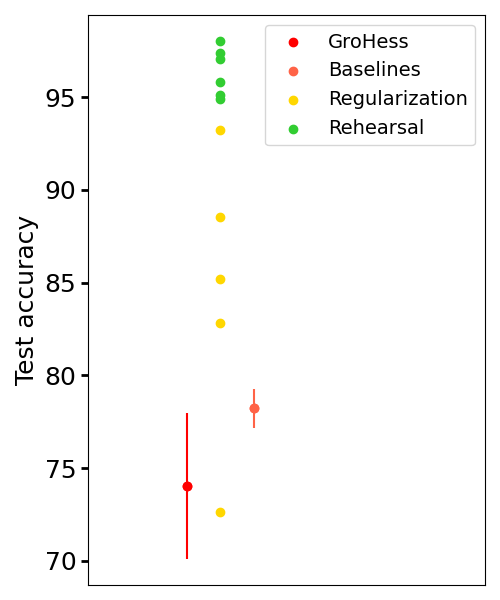 GroHess
Baselines
Regularization
Rehearsal
95
90
85
80
75
70
Test accuracy